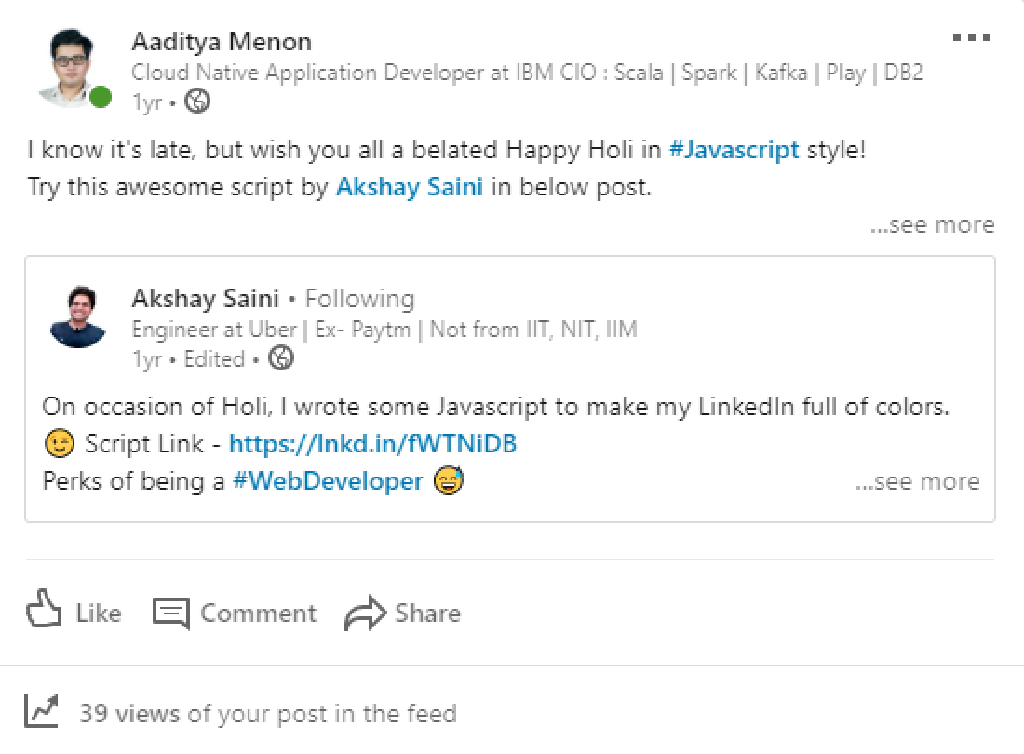 Aaditya Menon
Cloud Native Application Developer at IBM CIO : Scala | Spark | Kafka | Play | DB2
1yr •
I know it's late, but wish you all a belated Happy Holi in #Javascript style!
Try this awesome script by Akshay Saini in below post.
...see more
Akshay Saini • Following
Engineer at Uber | Ex- Paytm | Not from IIT, NIT, IIM
1yr • Edited •
On occasion of Holi, I wrote some Javascript to make my LinkedIn full of colors.
😉 Script Link - https://lnkd.in/fWTNiDB
Perks of being a #WebDeveloper 😅 ...see more
Like Comment Share
39 views of your post in the feed